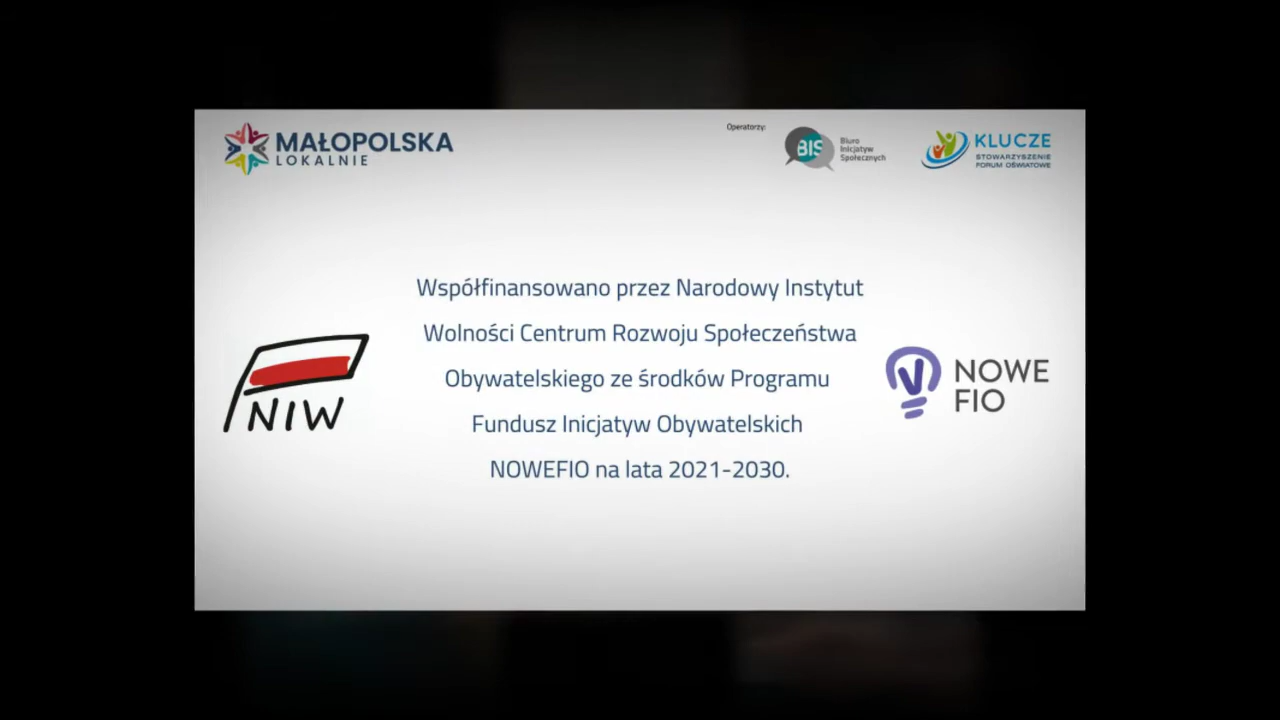 MAŁOPOLSKA
LOKALNIE
Operatorzy:
BIS
Biuro
Inicjatyw
Społecznych
KLUCZE
STOWARZYSZENIE
FORUM OŚWIATOWE
Współfinansowano przez Narodowy Instytut
Wolności Centrum Rozwoju Społeczeństwa
Obywatelskiego ze środków Programu
Fundusz Inicjatyw Obywatelskich
NOWEFIO na lata 2021-2030.
NIW
NOWE
FIO